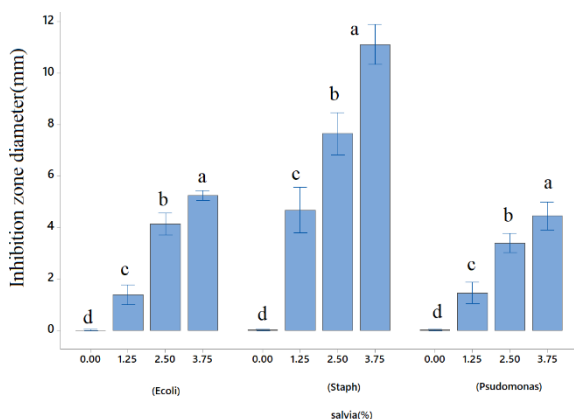 Inhibition zone diameter(mm)
12
10
8
6
4
2
0
d
c
b
a
d
c
b
a
d
c
b
a
0.00 1.25 2.50 3.75 0.00 1.25 2.50 3.75 0.00 1.25 2.50 3.75
(Ecoli) (Staph) (Psudomonas)
salvia(%)